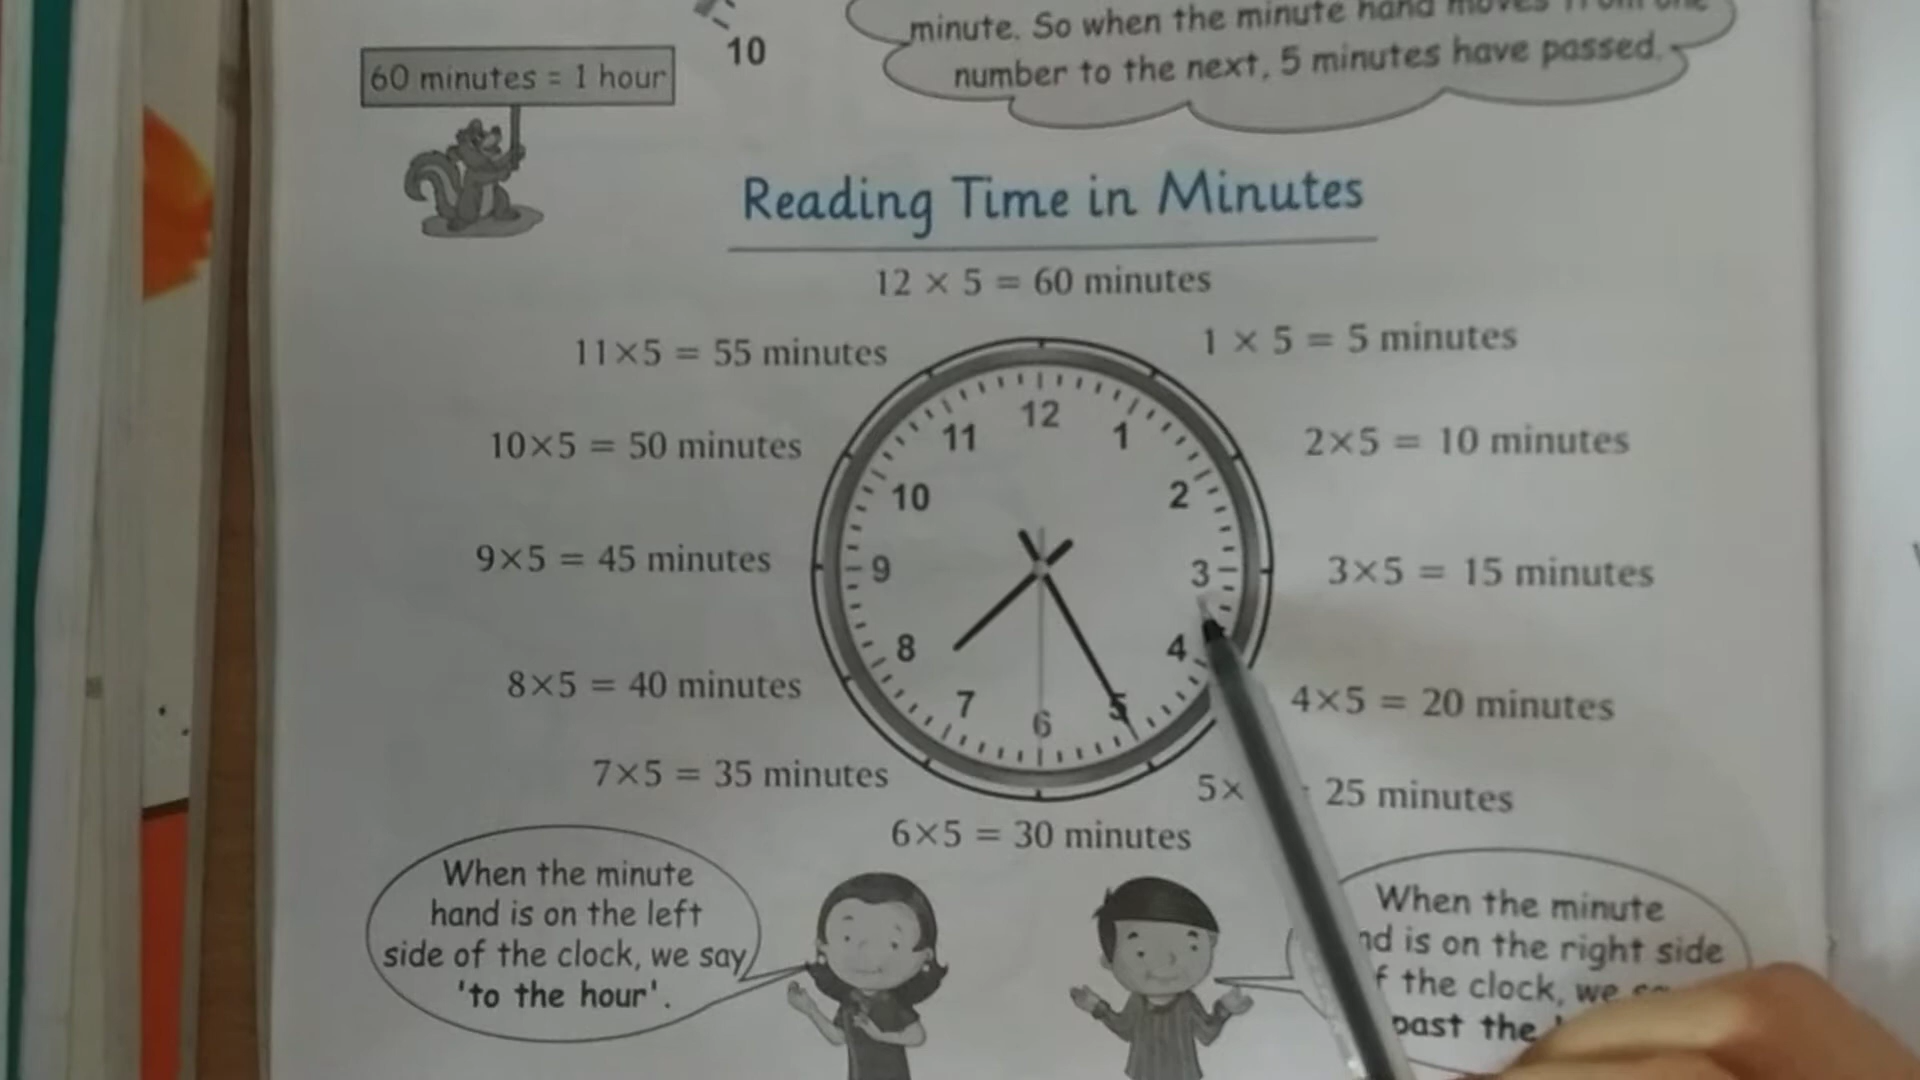 10
minute. So when the minute hand moves from one
number to the next, 5 minutes have passed.
60 minutes = 1 hour
Reading Time in Minutes
12 × 5 = 60 minutes
11×5 = 55 minutes
1 × 5 = 5 minutes
10×5 = 50 minutes
2×5 = 10 minutes
9×5 = 45 minutes
3×5 = 15 minutes
8×5 = 40 minutes
4×5 = 20 minutes
7×5 = 35 minutes
5× 25 minutes
6×5 = 30 minutes
12
11
1
10
2
9
3
8
4
7
5
6
When the minute
hand is on the left
side of the clock, we say
'to the hour'.
When the minute
is on the right side
the clock, we
past the